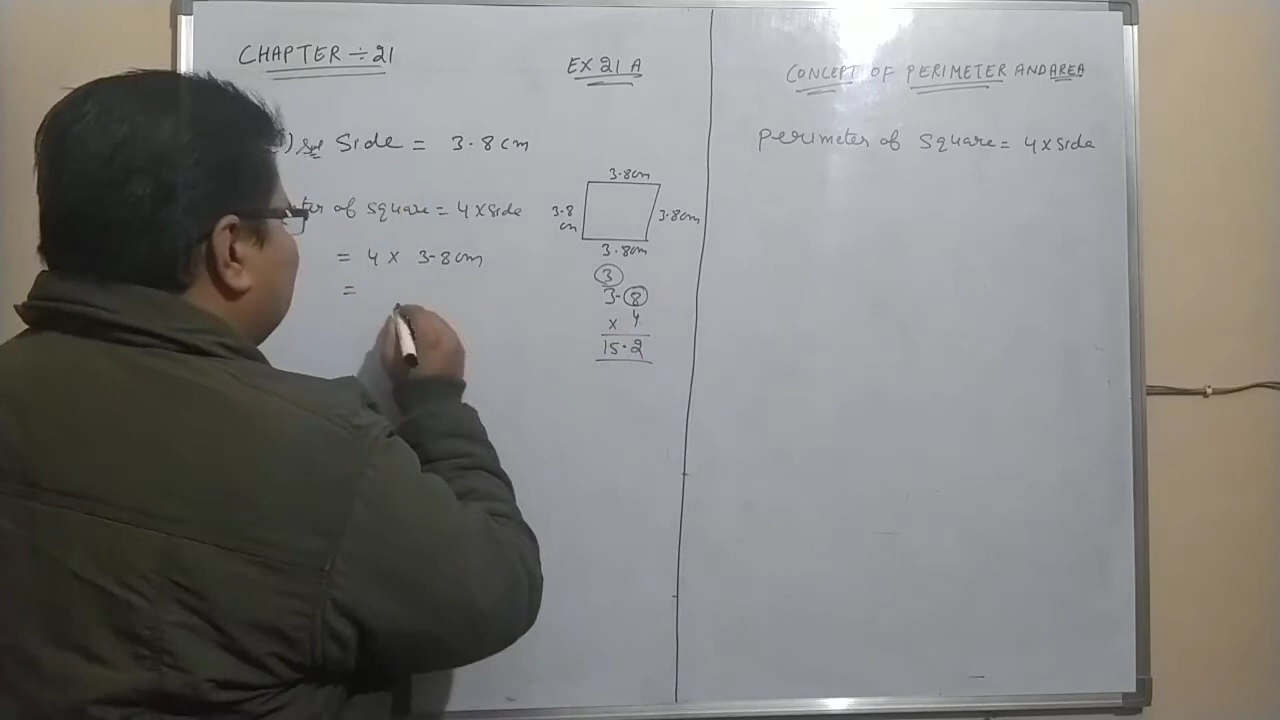 CHAPTER ÷ 21
EX 21 A
) Sol Side = 3.8 cm
ter of square = 4 x side
= 4 x 3.8 cm
=
3.8cm
3.8
cm
3.8cm
3.8cm
3
3.8
x 4
15.2
CONCEPT OF PERIMETER AND AREA
Perimeter of square = 4 x side